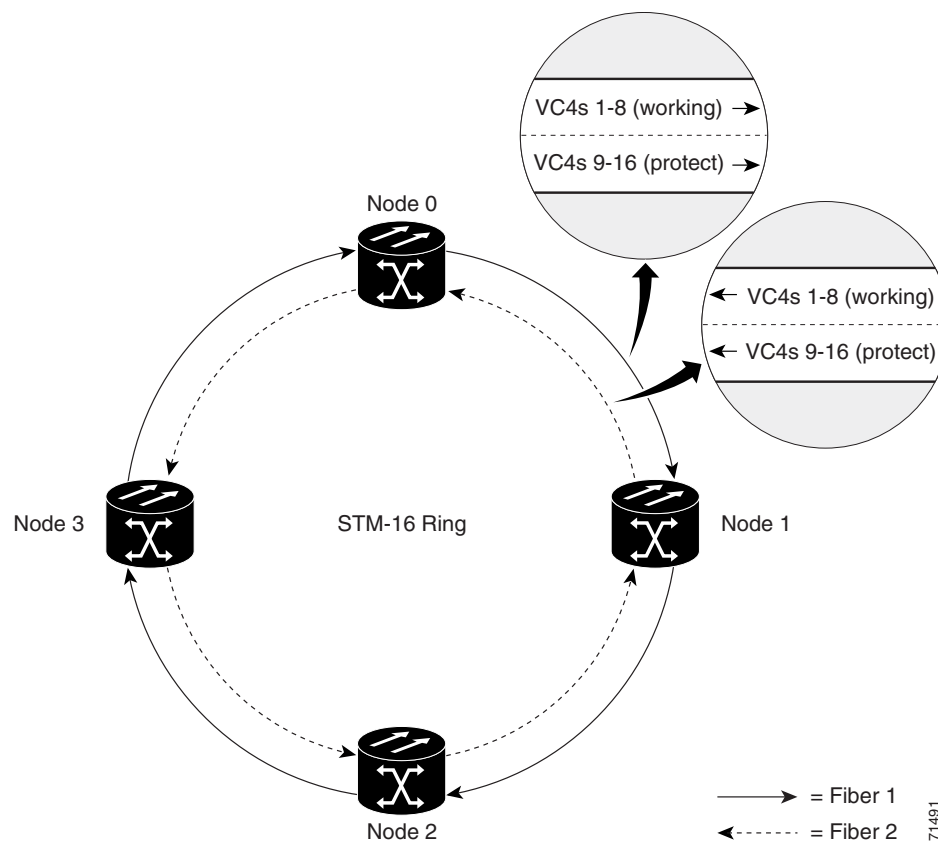 VC4s 1-8 (working)
VC4s 9-16 (protect)
Node 0
VC4s 1-8 (working)
VC4s 9-16 (protect)
Node 3
STM-16 Ring
Node 1
Node 2
= Fiber 1
= Fiber 2
71491